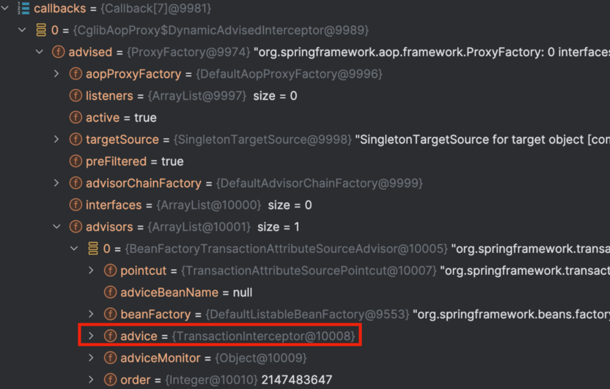 callbacks = {Callback[7]@9981}
0 = {CglibAopProxy$DynamicAdvisedInterceptor@9989}
advised = {ProxyFactory@9974} "org.springframework.aop.framework.ProxyFactory: 0 interfaces
aopProxyFactory = {DefaultAopProxyFactory@9996}
listeners = {ArrayList@9997} size = 0
active = true
targetSource = {SingletonTargetSource@9998} "SingletonTargetSource for target object [com
preFiltered = true
advisorChainFactory = {DefaultAdvisorChainFactory@9999}
interfaces = {ArrayList@10000} size = 0
advisors = {ArrayList@10001} size = 1
0 = {BeanFactoryTransactionAttributeSourceAdvisor@10005} "org.springframework.transa
pointcut = {TransactionAttributeSourcePointcut@10007} "org.springframework.transact
adviceBeanName = null
beanFactory = {DefaultListableBeanFactory@9553} "org.springframework.beans.factory
advice = {TransactionInterceptor@10008}
adviceMonitor = {Object@10009}
order = {Integer@10010} 2147483647